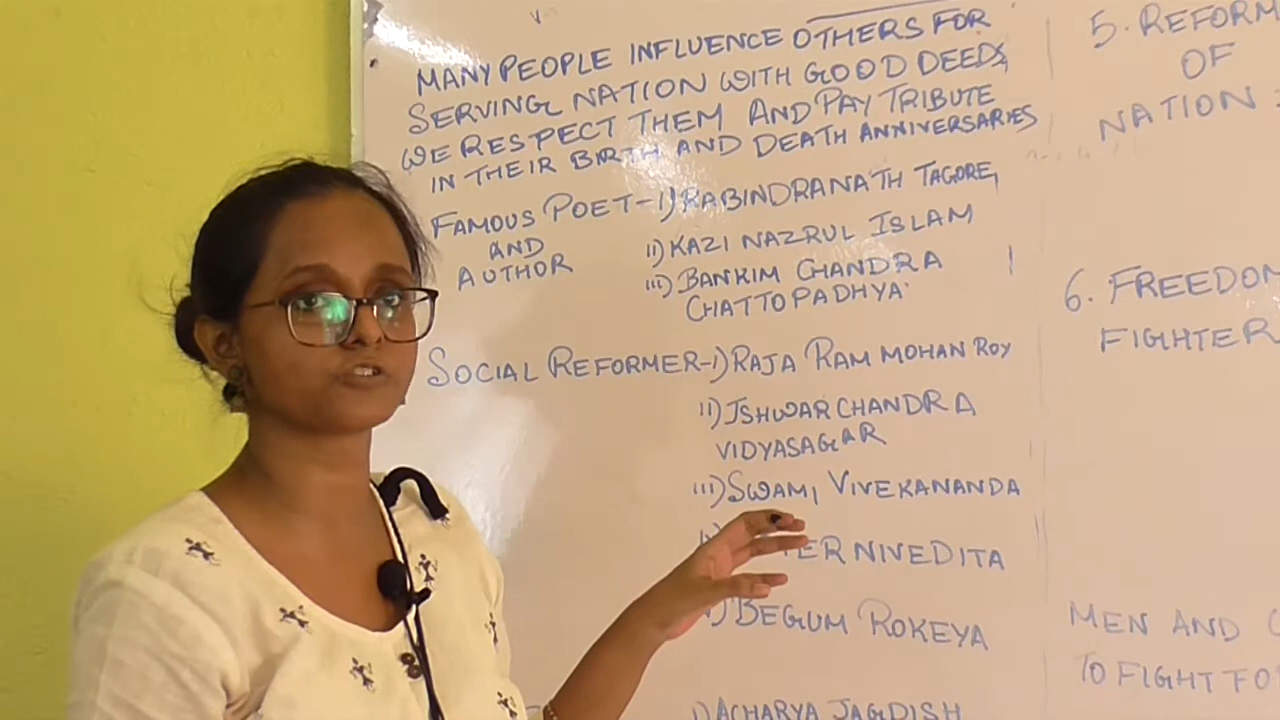 MANY PEOPLE INFLUENCE OTHERS FOR
SERVING NATION WITH GOOD DEEDS,
WE RESPECT THEM AND PAY TRIBUTE
IN THEIR BIRTH AND DEATH ANNIVERSARIES
FAMOUS POET - i) RABINDRANATH TAGORE,
AND
AUTHOR
ii) KAZI NAZRUL ISLAM
iii) BANKIM CHANDRA
CHATTOPADHYA
SOCIAL REFORMER - i) RAJA RAM MOHAN ROY
ii) ISHWAR CHANDRA
VIDYASAGAR
iii) SWAMI VIVEKANANDA
NIVEDITA
BEGUM ROKEYA
i) ACHARYA JAGDISH
5. REFORM
OF
NATION
6. FREEDOM
FIGHTER
MEN AND
TO FIGHT